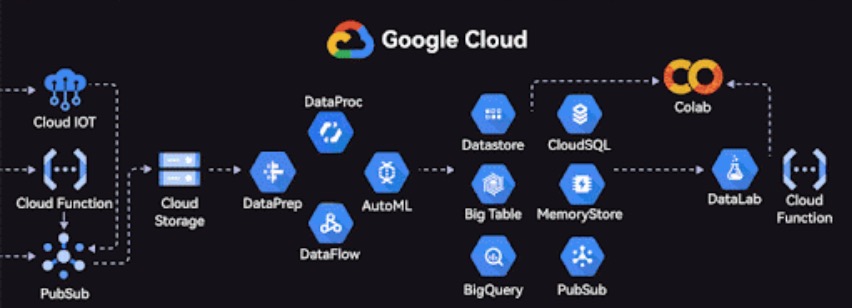 Google Cloud
Cloud IOT
Cloud Function
PubSub
Cloud
Storage
DataPrep
DataProc
DataFlow
AutoML
Datastore
CloudSQL
Big Table
MemoryStore
BigQuery
PubSub
Colab
DataLab
Cloud
Function